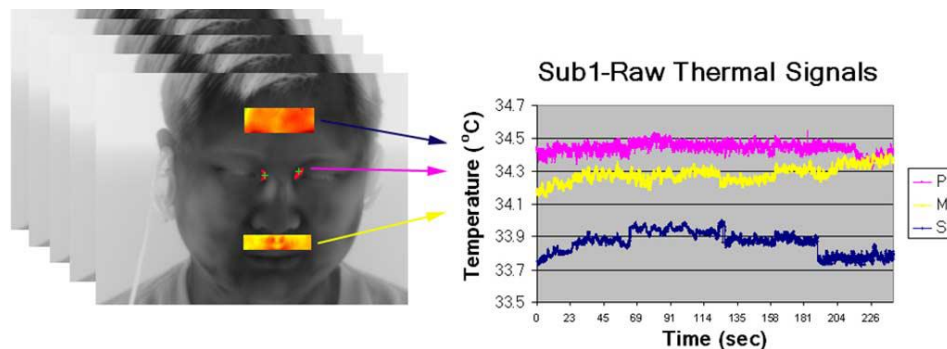 Sub1-Raw Thermal Signals
Temperature (°C)
34.7
34.5
34.3
34.1
33.9
33.7
33.5
0 23 45 69 91 114 135 158 181 204 226
Time (sec)
P
M
S